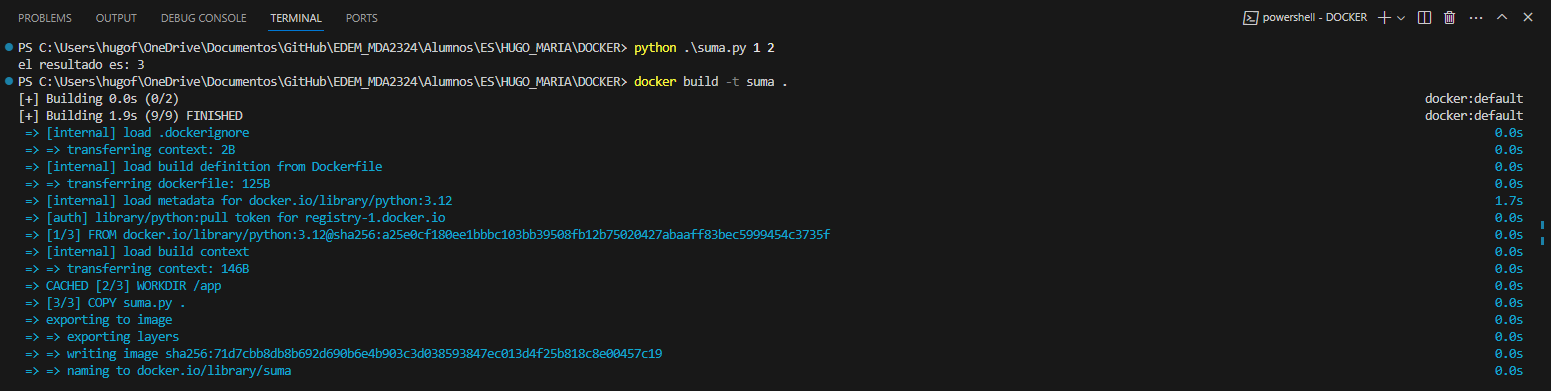 PROBLEMS OUTPUT DEBUG CONSOLE TERMINAL PORTS powershell - DOCKER
PS C:\Users\hugof\OneDrive\Documentos\GitHub\EDEM_MDA2324\Alumnos\ES\HUGO_MARIA\DOCKER> python .\suma.py 1 2
el resultado es: 3
PS C:\Users\hugof\OneDrive\Documentos\GitHub\EDEM_MDA2324\Alumnos\ES\HUGO_MARIA\DOCKER> docker build -t suma .
[+] Building 0.0s (0/2) docker:default
[+] Building 1.9s (9/9) FINISHED docker:default
=> [internal] load .dockerignore 0.0s
=> => transferring context: 2B 0.0s
=> [internal] load build definition from Dockerfile 0.0s
=> => transferring dockerfile: 125B 0.0s
=> [internal] load metadata for docker.io/library/python:3.12 1.7s
=> [auth] library/python:pull token for registry-1.docker.io 0.0s
=> [1/3] FROM docker.io/library/python:3.12@sha256:a25e0cf180ee1bbbc103bb39508fb12b75020427abaaff83bec5999454c3735f 0.0s
=> [internal] load build context 0.0s
=> => transferring context: 146B 0.0s
=> CACHED [2/3] WORKDIR /app 0.0s
=> [3/3] COPY suma.py . 0.0s
=> exporting to image 0.0s
=> => exporting layers 0.0s
=> => writing image sha256:71d7cbb8db8b692d690b6e4b903c3d038593847ec013d4f25b818c8e00457c19 0.0s
=> => naming to docker.io/library/suma 0.0s